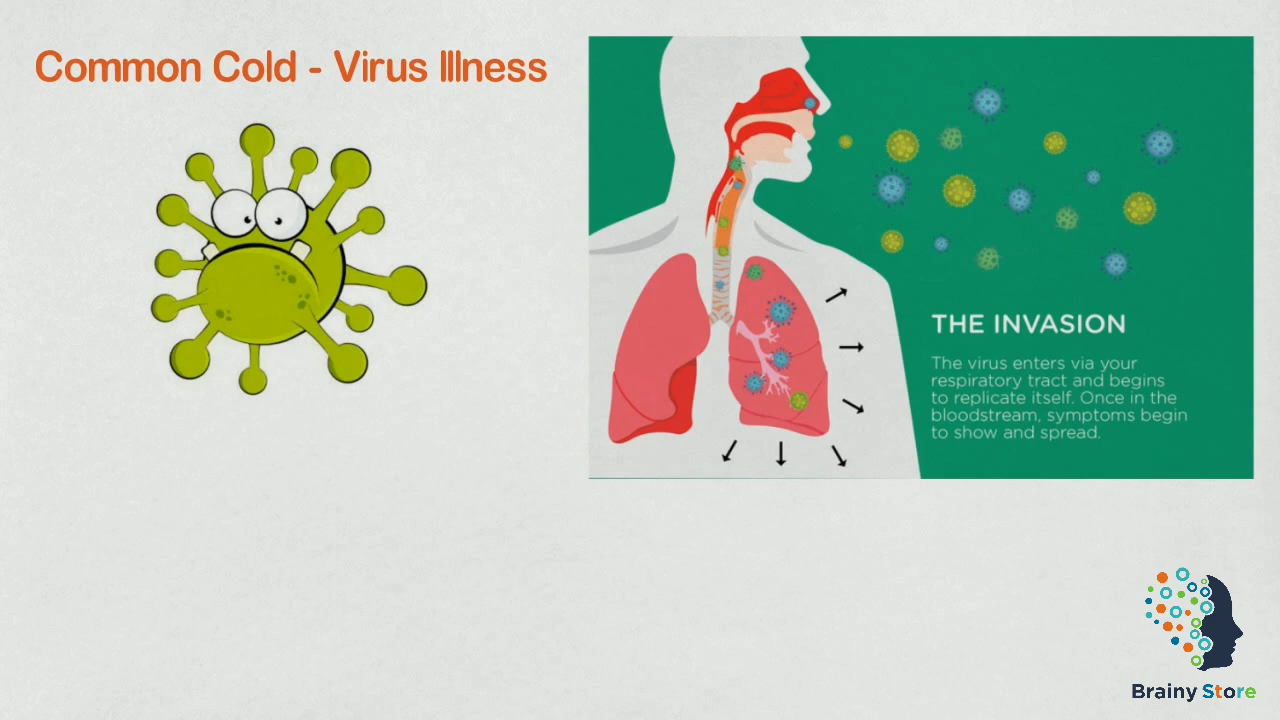 Common Cold - Virus Illness
THE INVASION
The virus enters via your
respiratory tract and begins
to replicate itself. Once in the
bloodstream, symptoms begin
to show and spread.
Brainy Store